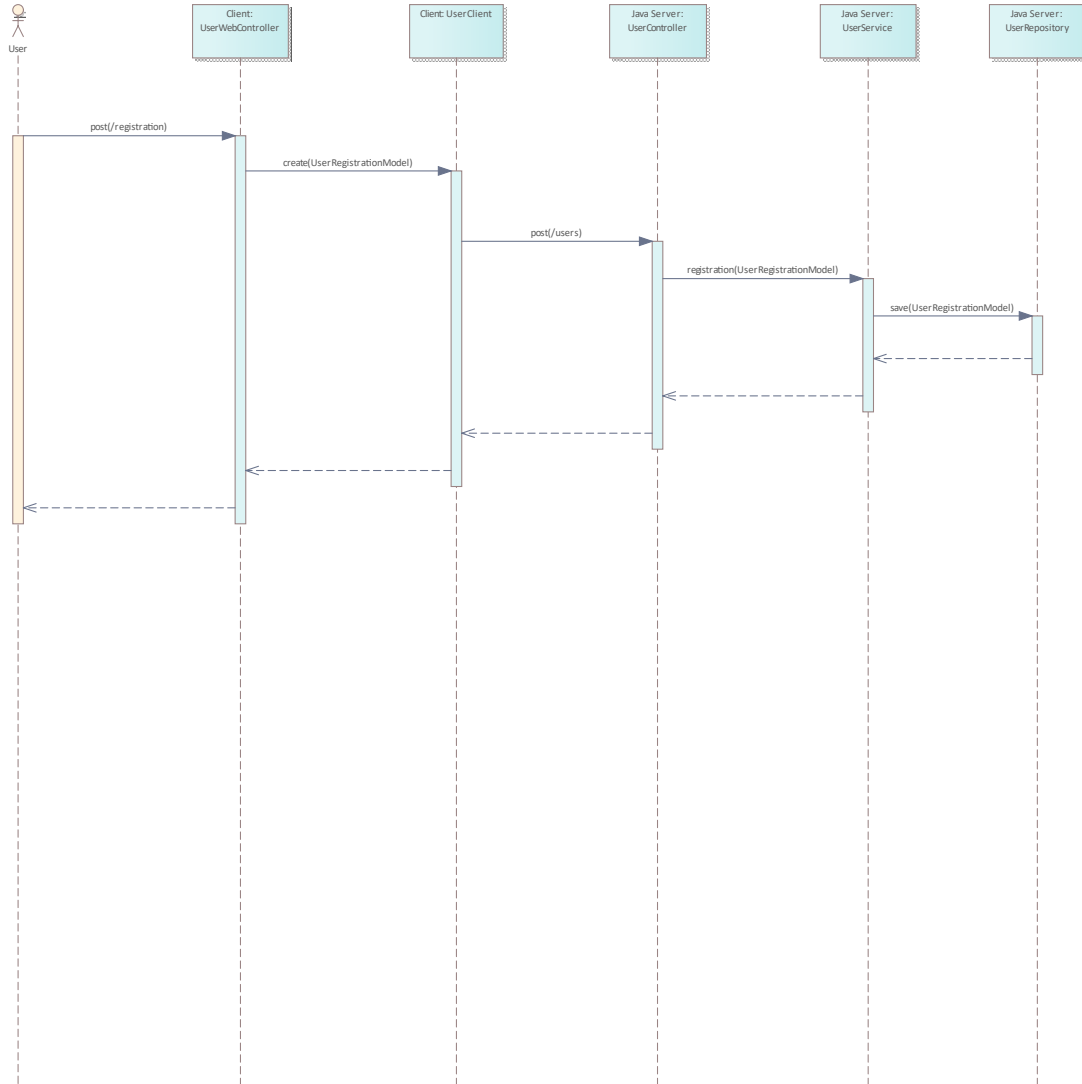 Client:
UserWebController
Client: UserClient
Java Server:
UserController
Java Server:
UserService
Java Server:
UserRepository
User
post(/registration)
create(UserRegistrationModel)
post(/users)
registration(UserRegistrationModel)
save(UserRegistrationModel)